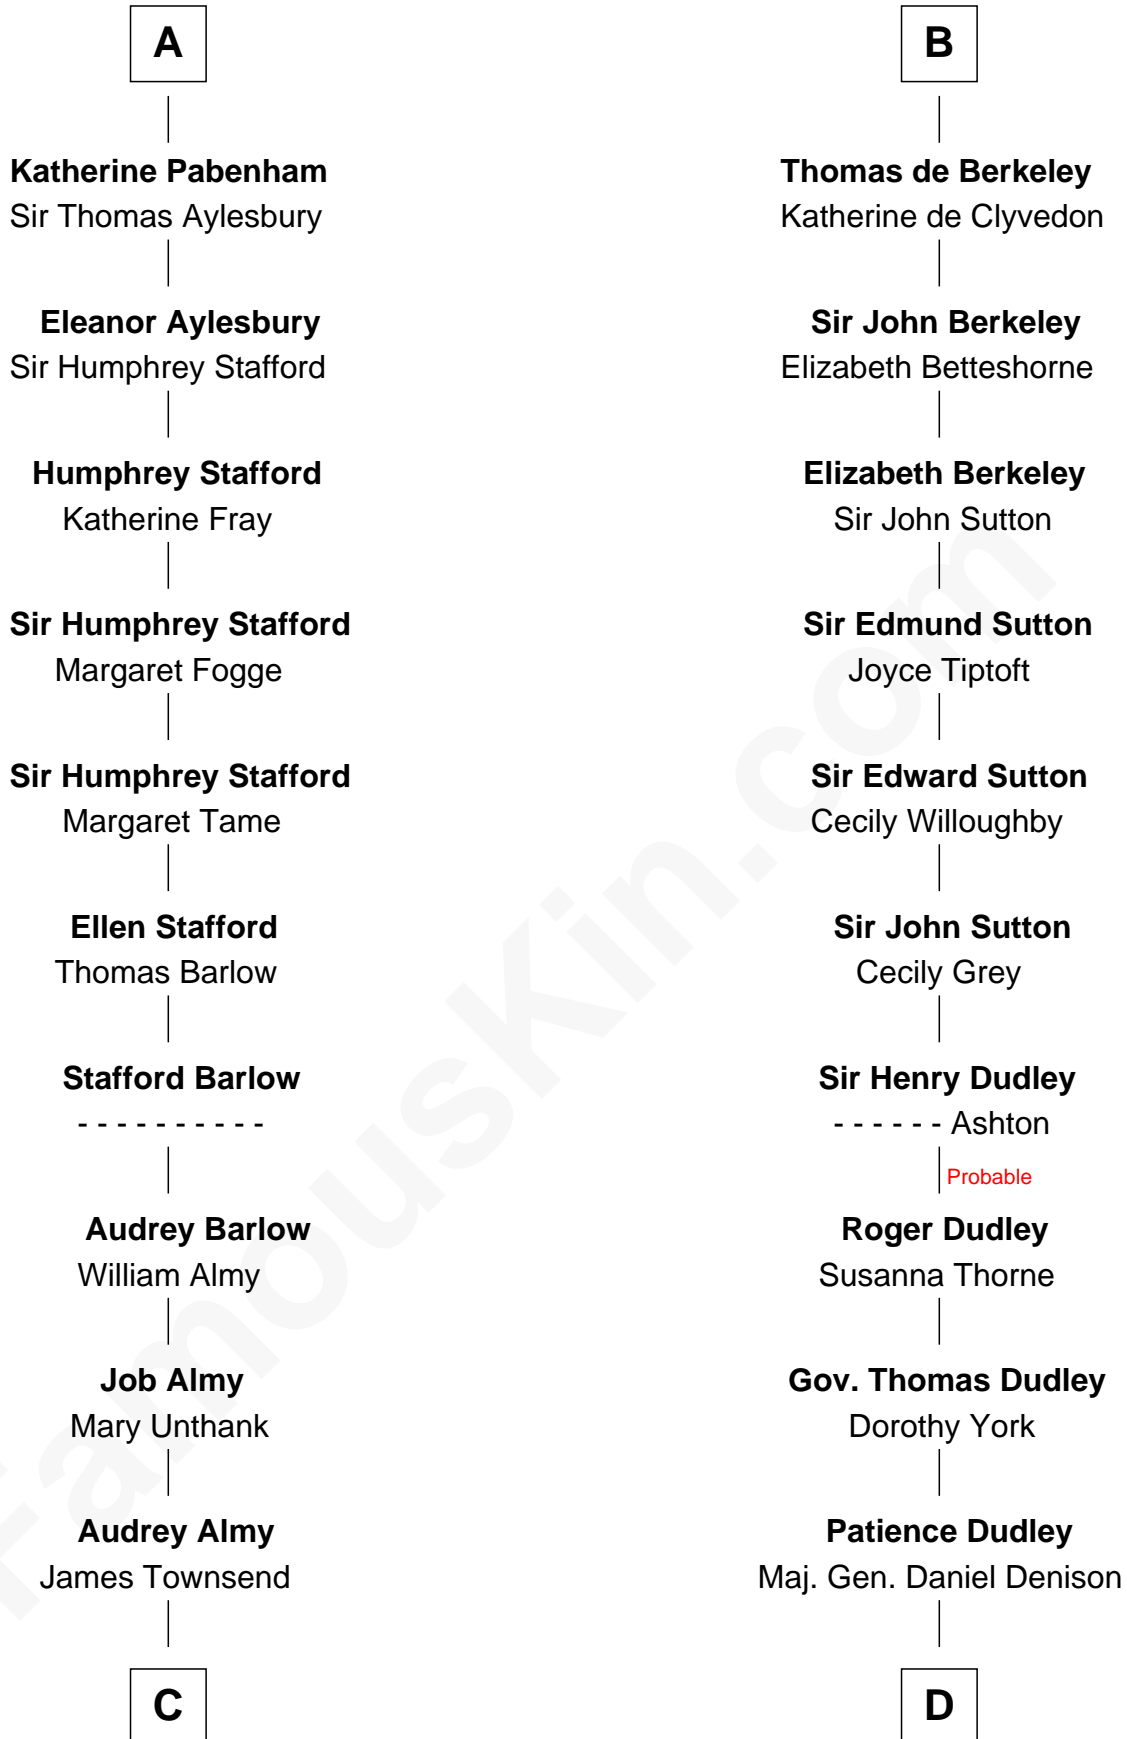 A
Katherine Pabenham
Sir Thomas Aylesbury
Eleanor Aylesbury
Sir Humphrey Stafford
Humphrey Stafford
Katherine Fray
Sir Humphrey Stafford
Margaret Fogge
Sir Humphrey Stafford
Margaret Tame
Ellen Stafford
Thomas Barlow
Stafford Barlow
- - - - - - - - - -
Audrey Barlow
William Almy
Job Almy
Mary Unthank
Audrey Almy
James Townsend
C
B
Thomas de Berkeley
Katherine de Clyvedon
Sir John Berkeley
Elizabeth Betteshorne
Elizabeth Berkeley
Sir John Sutton
Sir Edmund Sutton
Joyce Tiptoft
Sir Edward Sutton
Cecily Willoughby
Sir John Sutton
Cecily Grey
Sir Henry Dudley
- - - - - - Ashton
Probable
Roger Dudley
Susanna Thorne
Gov. Thomas Dudley
Dorothy York
Patience Dudley
Maj. Gen. Daniel Denison
D
FamousKin.com